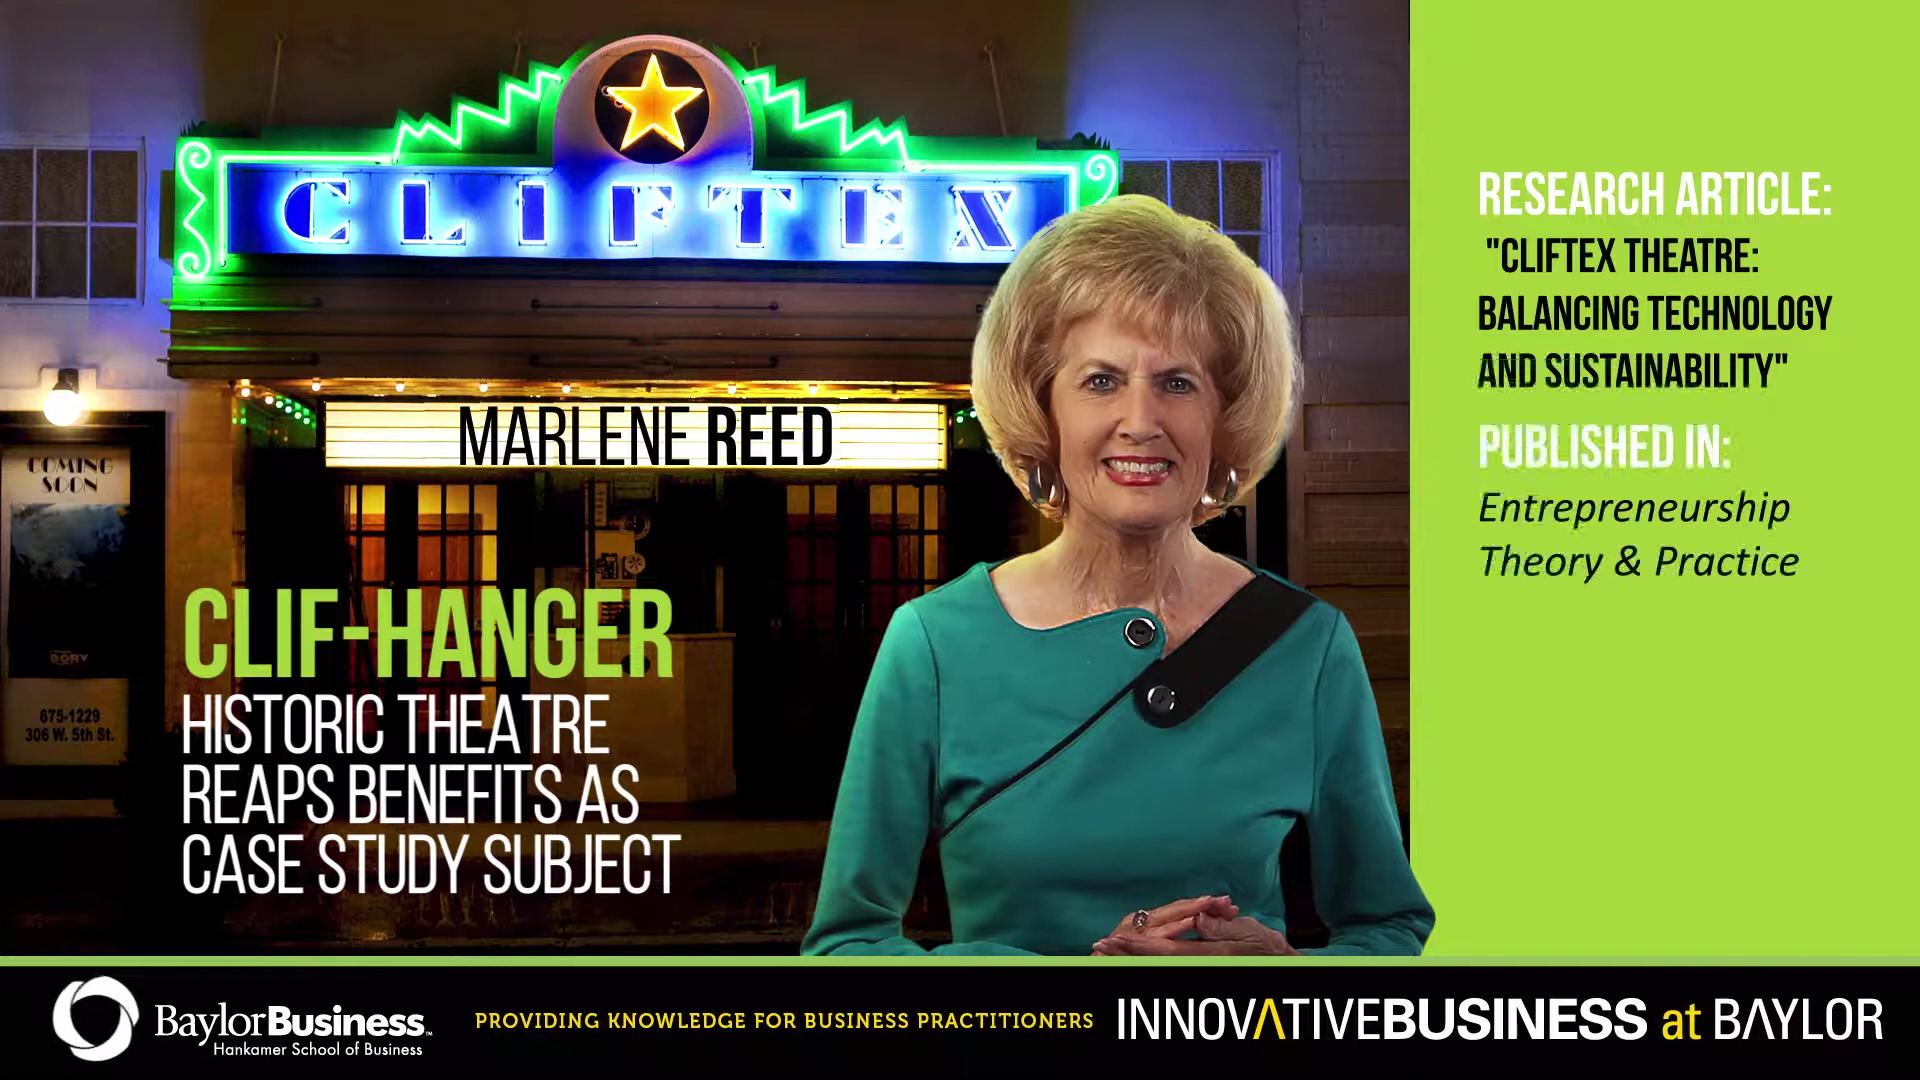 CLIFTEX
MARLENE REED
COMING
SOON
DORY
675-1229
306 W. 5th St.
CLIF-HANGER
HISTORIC THEATRE
REAPS BENEFITS AS
CASE STUDY SUBJECT
RESEARCH ARTICLE:
"CLIFTEX THEATRE:
BALANCING TECHNOLOGY
AND SUSTAINABILITY"
PUBLISHED IN:
Entrepreneurship
Theory & Practice
BaylorBusiness™
Hankamer School of Business
PROVIDING KNOWLEDGE FOR BUSINESS PRACTITIONERS
INNOVATIVEBUSINESS at BAYLOR